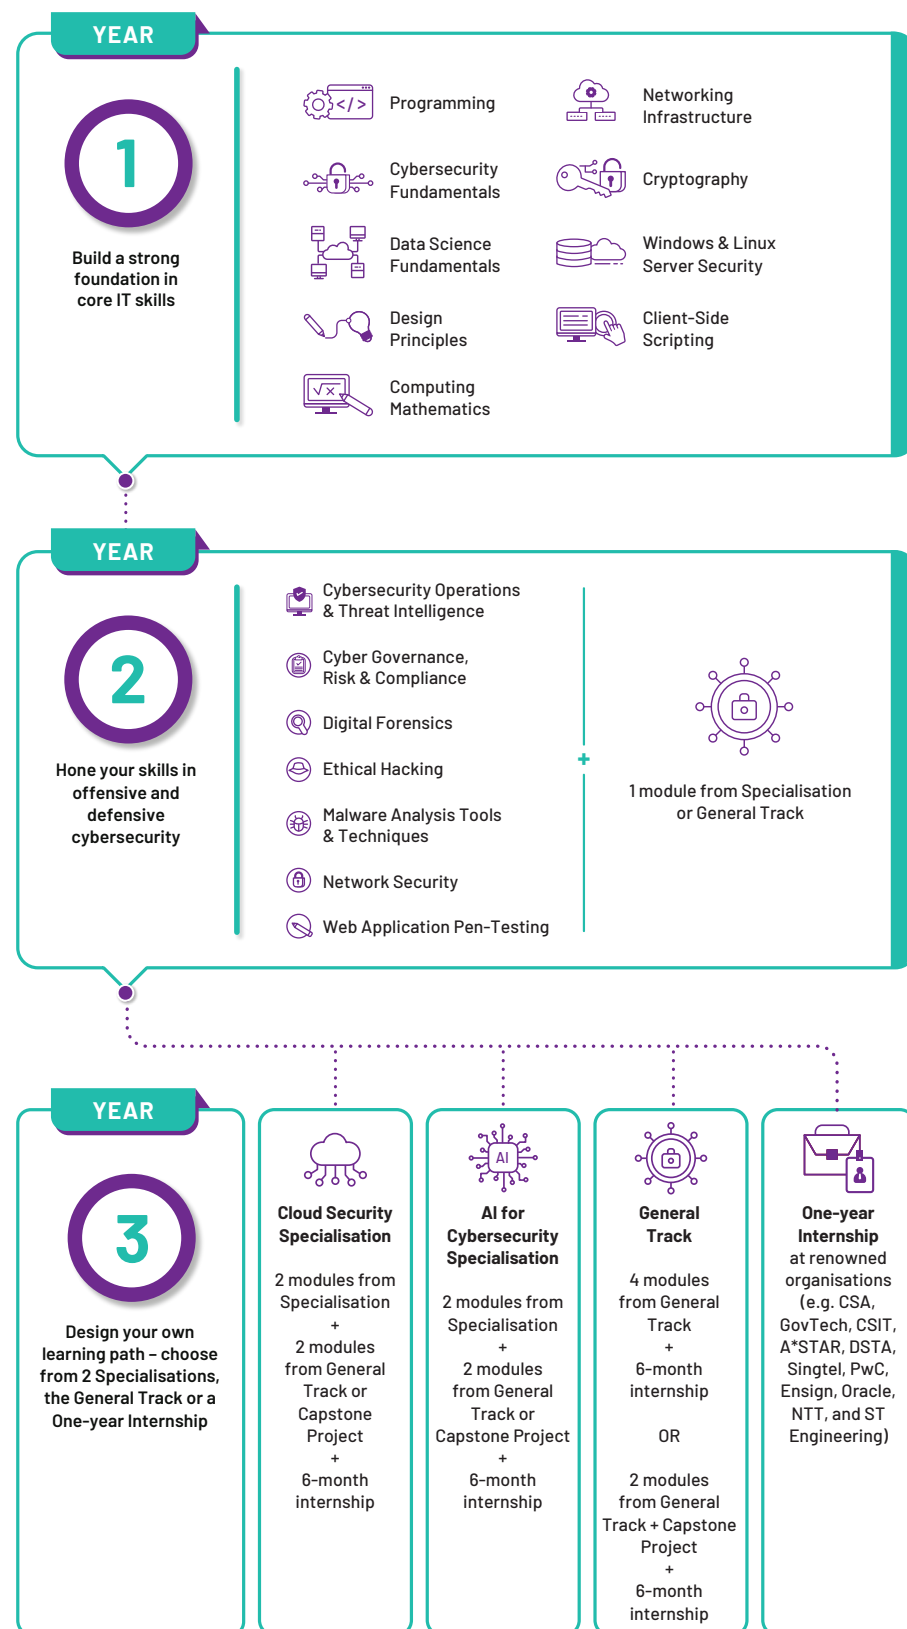 YEAR
1
Build a strong
foundation in
core IT skills
</>
Programming
Networking
Infrastructure
Cybersecurity
Fundamentals
Cryptography
Data Science
Fundamentals
Windows & Linux
Server Security
Design
Principles
Client-Side
Scripting
√x
Computing
Mathematics
YEAR
2
Hone your skills in
offensive and
defensive
cybersecurity
Cybersecurity Operations
& Threat Intelligence
Cyber Governance,
Risk & Compliance
Digital Forensics
Ethical Hacking
Malware Analysis Tools
& Techniques
Network Security
Web Application Pen-Testing
+
1 module from Specialisation
or General Track
YEAR
3
Design your own
learning path – choose
from 2 Specialisations,
the General Track or a
One-year Internship
Cloud Security
Specialisation
2 modules from
Specialisation
+
2 modules
from General
Track or
Capstone
Project
+
6-month
internship
AI
AI for
Cybersecurity
Specialisation
2 modules from
Specialisation
+
2 modules
from General
Track or
Capstone Project
+
6-month
internship
General
Track
4 modules
from General
Track
+
6-month
internship
OR
2 modules
from General
Track + Capstone
Project
+
6-month
internship
One-year
Internship
at renowned
organisations
(e.g. CSA,
GovTech, CSIT,
A*STAR, DSTA,
Singtel, PwC,
Ensign, Oracle,
NTT, and ST
Engineering)